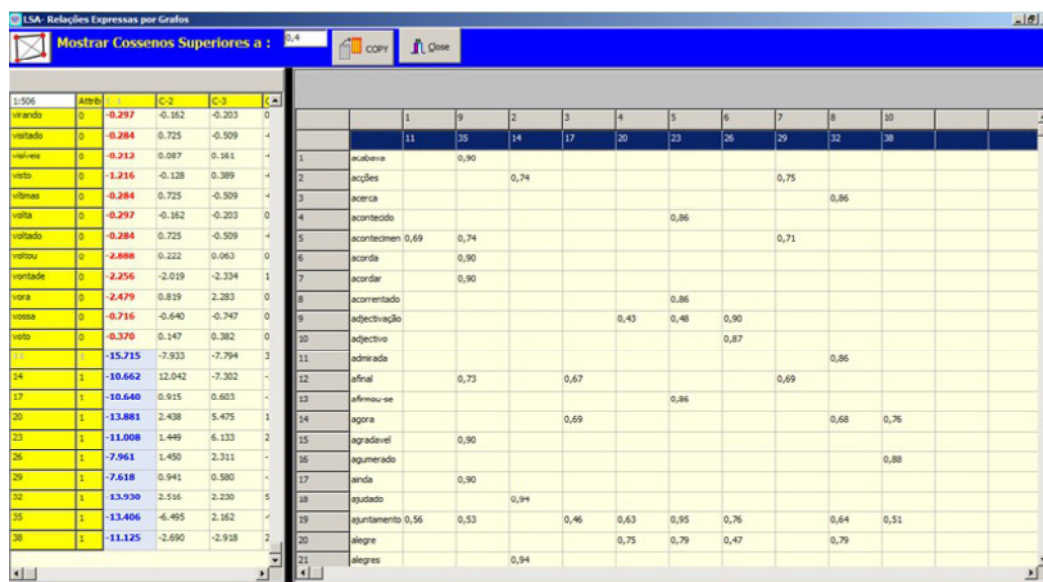 LSA- Relações Expressas por Grafos
Mostrar Cossenos Superiores a : 0,4 COPY Close
1:506 Attrib C-1 C-2 C-3
virando 0 -0.297 -0.162 -0.203 0
visitado 0 -0.284 0.725 -0.509
visíveis 0 -0.212 0.087 0.161
visto 0 -1.216 -0.128 0.389
vítmas 0 -0.284 0.725 -0.509
volta 0 -0.297 -0.162 -0.203 0
voltado 0 -0.284 0.725 -0.509
voltou 0 -2.888 0.222 0.063 0
vontade 0 -2.256 -2.019 -2.334 1
vora 0 -2.479 0.819 2.283 0
vossa 0 -0.716 -0.640 -0.747 0
voto 0 -0.370 0.147 0.382 0
11 1 -15.715 -7.933 -7.794 3
14 1 -10.662 12.042 -7.302 -
17 1 -10.640 0.915 0.603 -
20 1 -13.881 2.438 5.475 1
23 1 -11.008 1.449 6.133 2
26 1 -7.961 1.450 2.311 -
29 1 -7.618 0.941 0.580 -
32 1 -13.930 2.516 2.230 5
35 1 -13.406 -6.495 2.162
38 1 -11.125 -2.690 -2.918 2
1 9 2 3 4 5 6 7 8 10
11 35 14 17 20 23 26 29 32 38
1 acabava 0,90
2 acções 0,74 0,75
3 acerca 0,86
4 acontecido 0,86
5 acontecimen 0,69 0,74 0,71
6 acorda 0,90
7 acordar 0,90
8 acorrentado 0,86
9 adjectivação 0,43 0,48 0,90
10 adjectivo 0,87
11 admirada 0,86
12 afinal 0,73 0,67 0,69
13 afirmou-se 0,86
14 agora 0,69 0,68 0,76
15 agradavel 0,90
16 agumerado 0,88
17 ainda 0,90
18 ajudado 0,94
19 ajuntamento 0,56 0,53 0,46 0,63 0,95 0,76 0,64 0,51
20 alegre 0,75 0,79 0,47 0,79
21 alegres 0,94